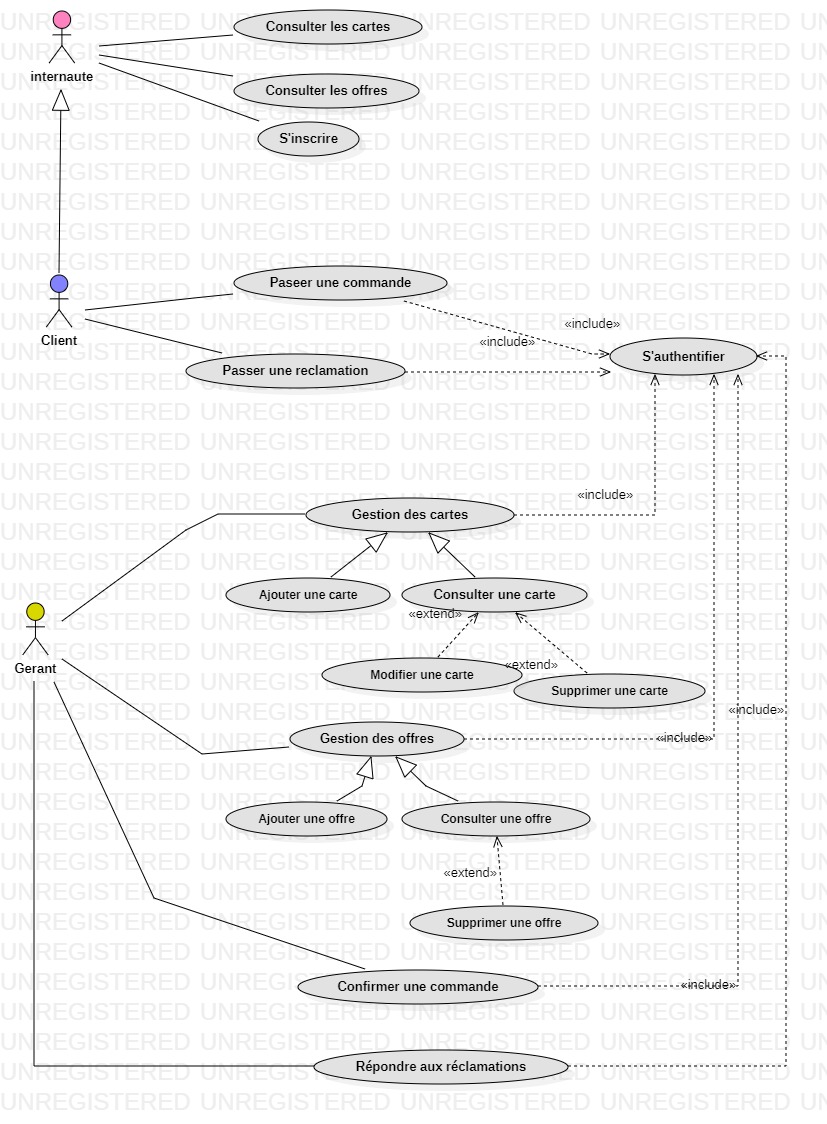 Consulter les cartes
internaute
Consulter les offres
S'inscrire
Paseer une commande
«include»
Client
«include»
S'authentifier
Passer une reclamation
«include»
Gestion des cartes
Ajouter une carte
Consulter une carte
«extend»
Gerant
«extend»
Modifier une carte
Supprimer une carte
«include»
Gestion des offres
«include»
Ajouter une offre
Consulter une offre
«extend»
Supprimer une offre
Confirmer une commande
«include»
Répondre aux réclamations
UNREGISTERED